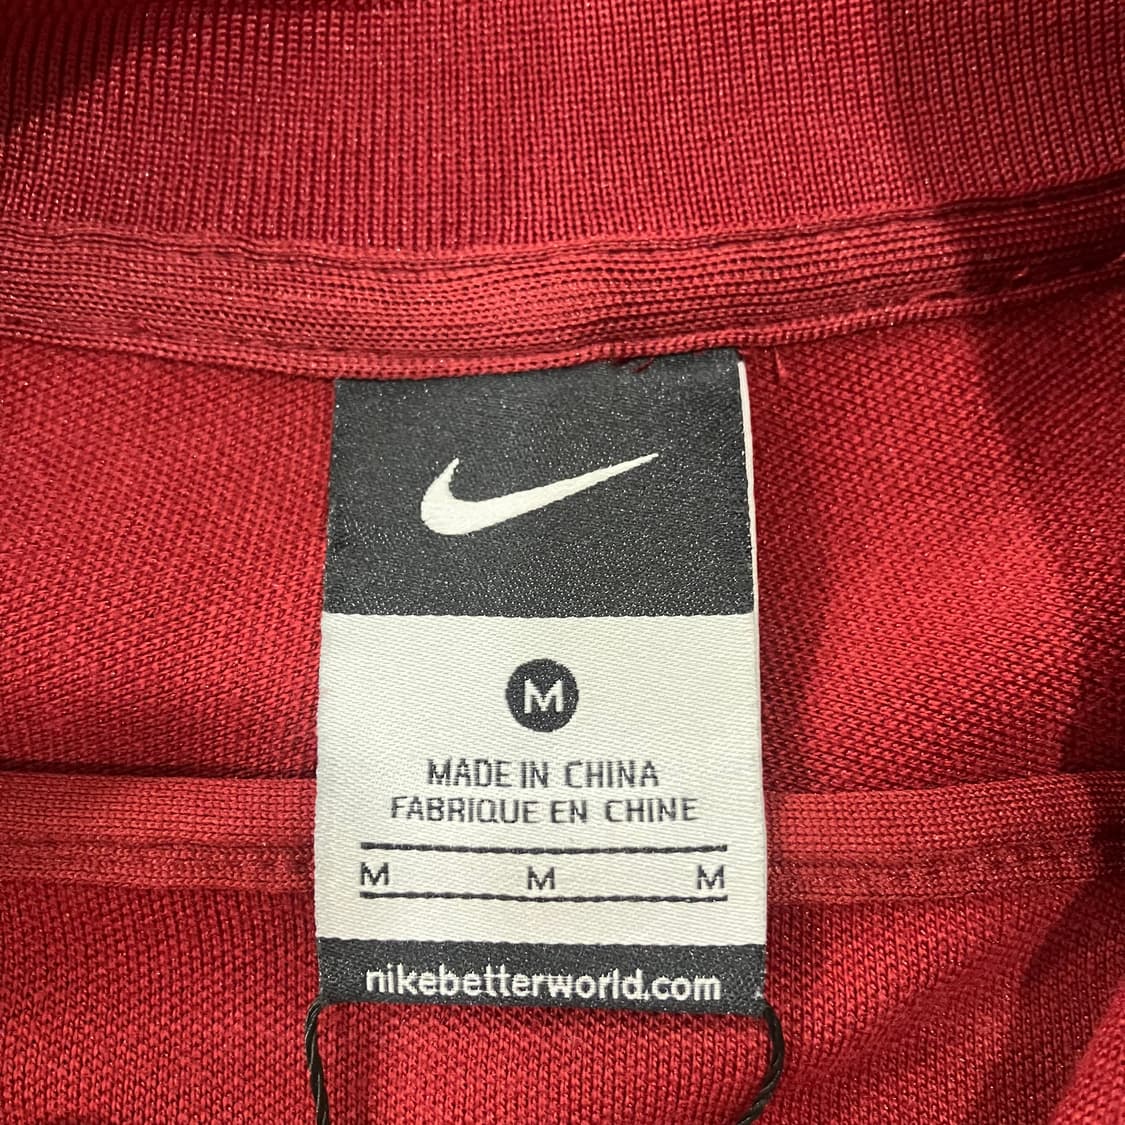 M
MADE IN CHINA
FABRIQUE EN CHINE
M M M
nikebetterworld.com